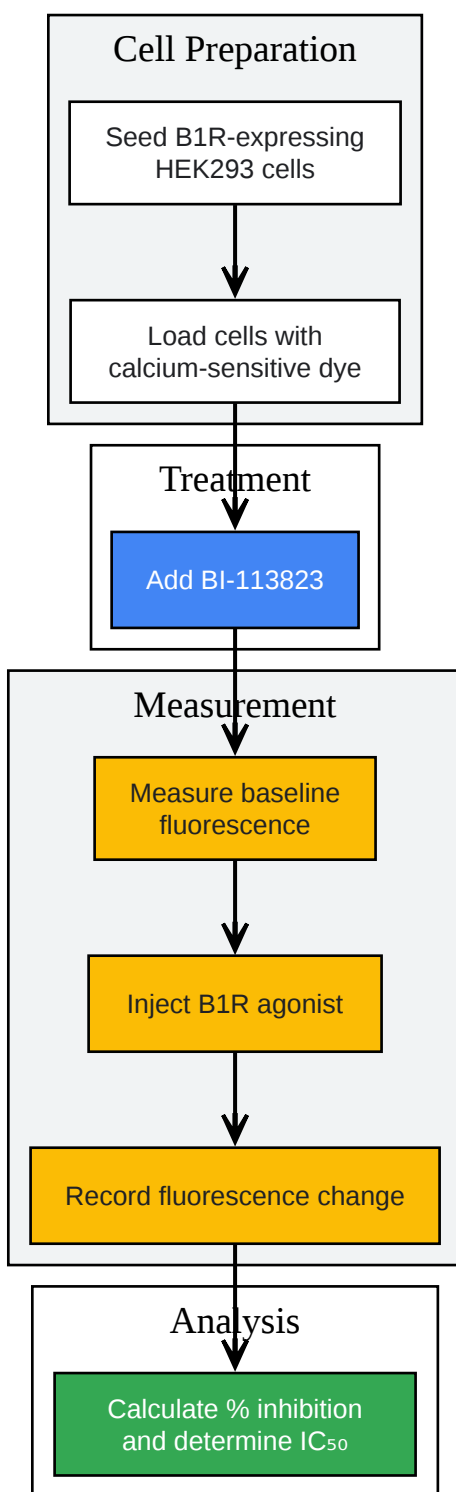 Cell Preparation
Seed B1R-expressing
HEK293 cells
Load cells with
calcium-sensitive dye
Treatment
Add BI-113823
Measurement
Measure baseline
fluorescence
Inject B1R agonist
Record fluorescence change
Analysis
Calculate % inhibition
and determine IC₅₀